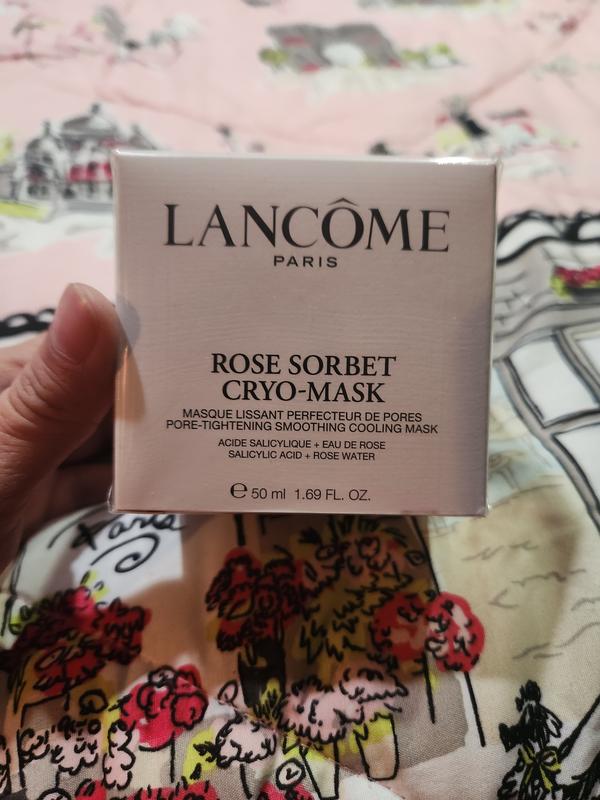 LANCÔME
PARIS
ROSE SORBET
CRYO-MASK
MASQUE LISSANT PERFECTEUR DE PORES
PORE-TIGHTENING SMOOTHING COOLING MASK
ACIDE SALICYLIQUE + EAU DE ROSE
SALICYLIC ACID + ROSE WATER
℮ 50 ml 1.69 FL. OZ.
Paris